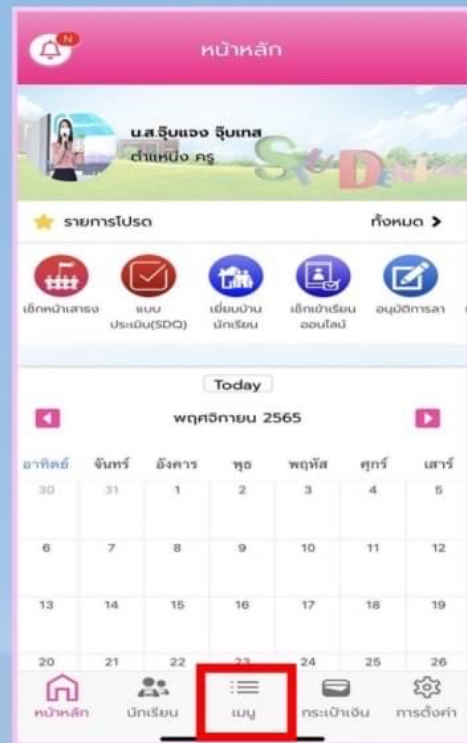 N
หน้าหลัก
น.ส.จุ๊บแจง จุ๊บเทส
ตำแหน่ง ครู
STUDENT
รายการโปรด
ทั้งหมด >
เช็กหน้าเสาธง
แบบ
ประเมิน(SDQ)
เยี่ยมบ้าน
นักเรียน
เช็กเข้าเรียน
ออนไลน์
อนุมัติการลา
Today
พฤศจิกายน 2565
อาทิตย์ จันทร์ อังคาร พุธ พฤหัส ศุกร์ เสาร์
30 31 1 2 3 4 5
6 7 8 9 10 11 12
13 14 15 16 17 18 19
20 21 22 23 24 25 26
หน้าหลัก นักเรียน เมนู กระเป๋าเงิน การตั้งค่า